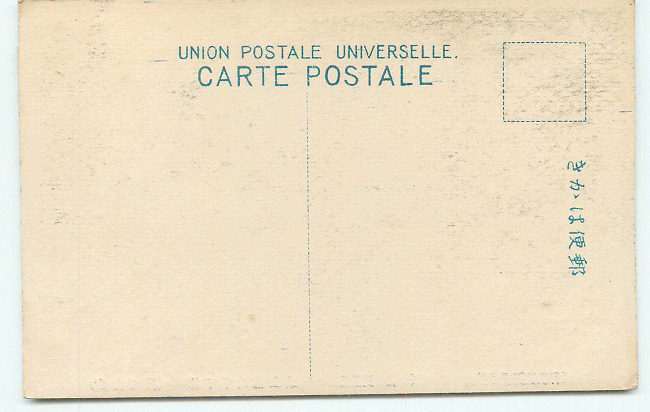 UNION POSTALE UNIVERSELLE.
CARTE POSTALE
郵便はかき